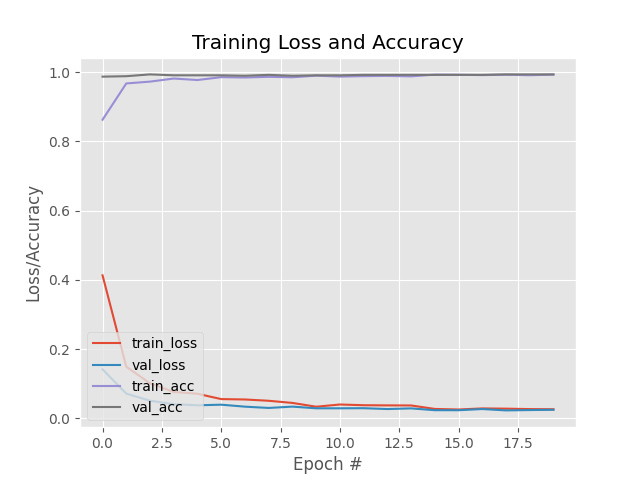 Training Loss and Accuracy
Loss/Accuracy
1.0
0.8
0.6
0.4
0.2
0.0
train_loss
val_loss
train_acc
val_acc
0.0 2.5 5.0 7.5 10.0 12.5 15.0 17.5
Epoch #